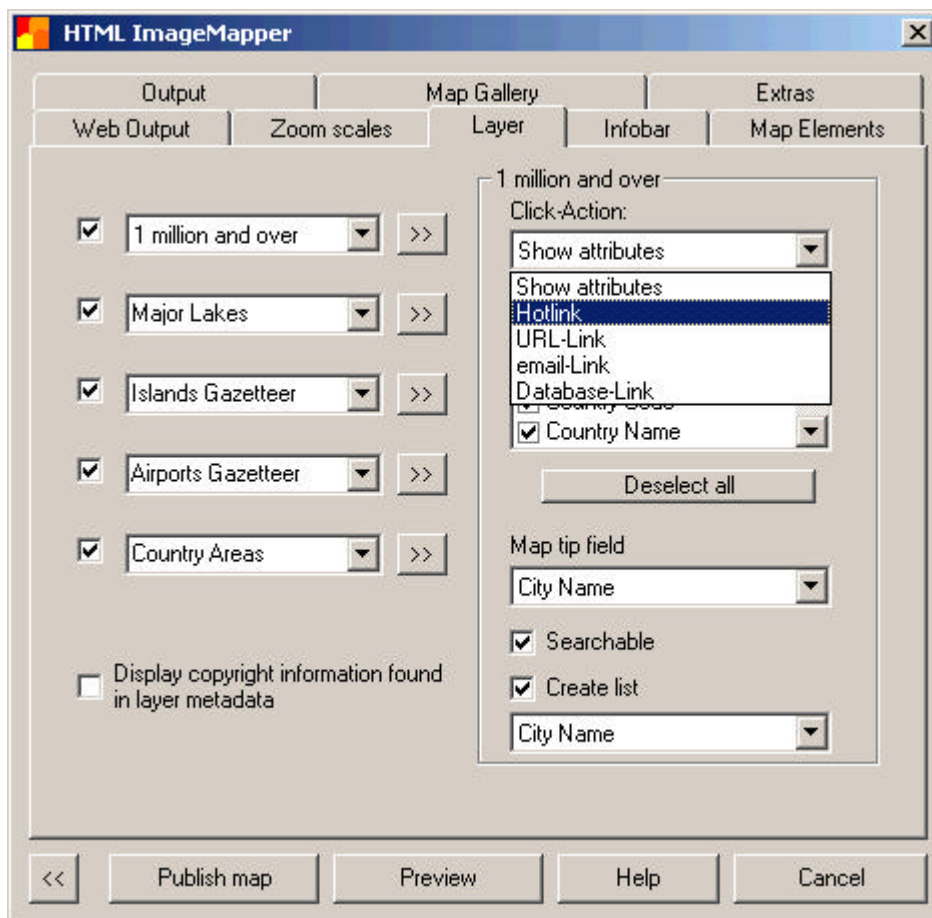 HTML ImageMapper
Output
Map Gallery
Extras
Web Output
Zoom scales
Layer
Infobar
Map Elements
1 million and over
>>
Major Lakes
>>
Islands Gazetteer
>>
Airports Gazetteer
>>
Country Areas
>>
Display copyright information found
in layer metadata
1 million and over
Click-Action:
Show attributes
Show attributes
Hotlink
URL-Link
email-Link
Database-Link
Country Name
Deselect all
Map tip field
City Name
Searchable
Create list
City Name
<<
Publish map
Preview
Help
Cancel